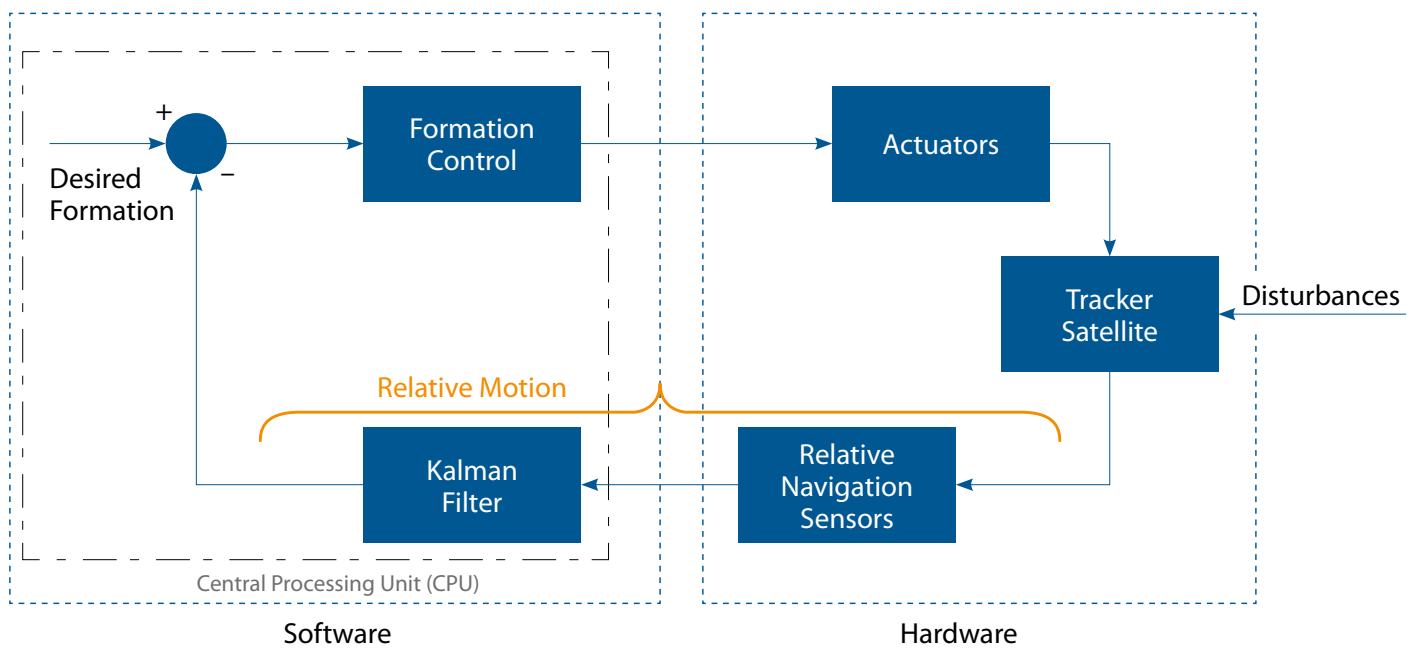 +
Formation
Control
Actuators
−
Desired
Formation
Tracker
Satellite
Disturbances
Relative Motion
Kalman
Filter
Relative
Navigation
Sensors
Central Processing Unit (CPU)
Software
Hardware